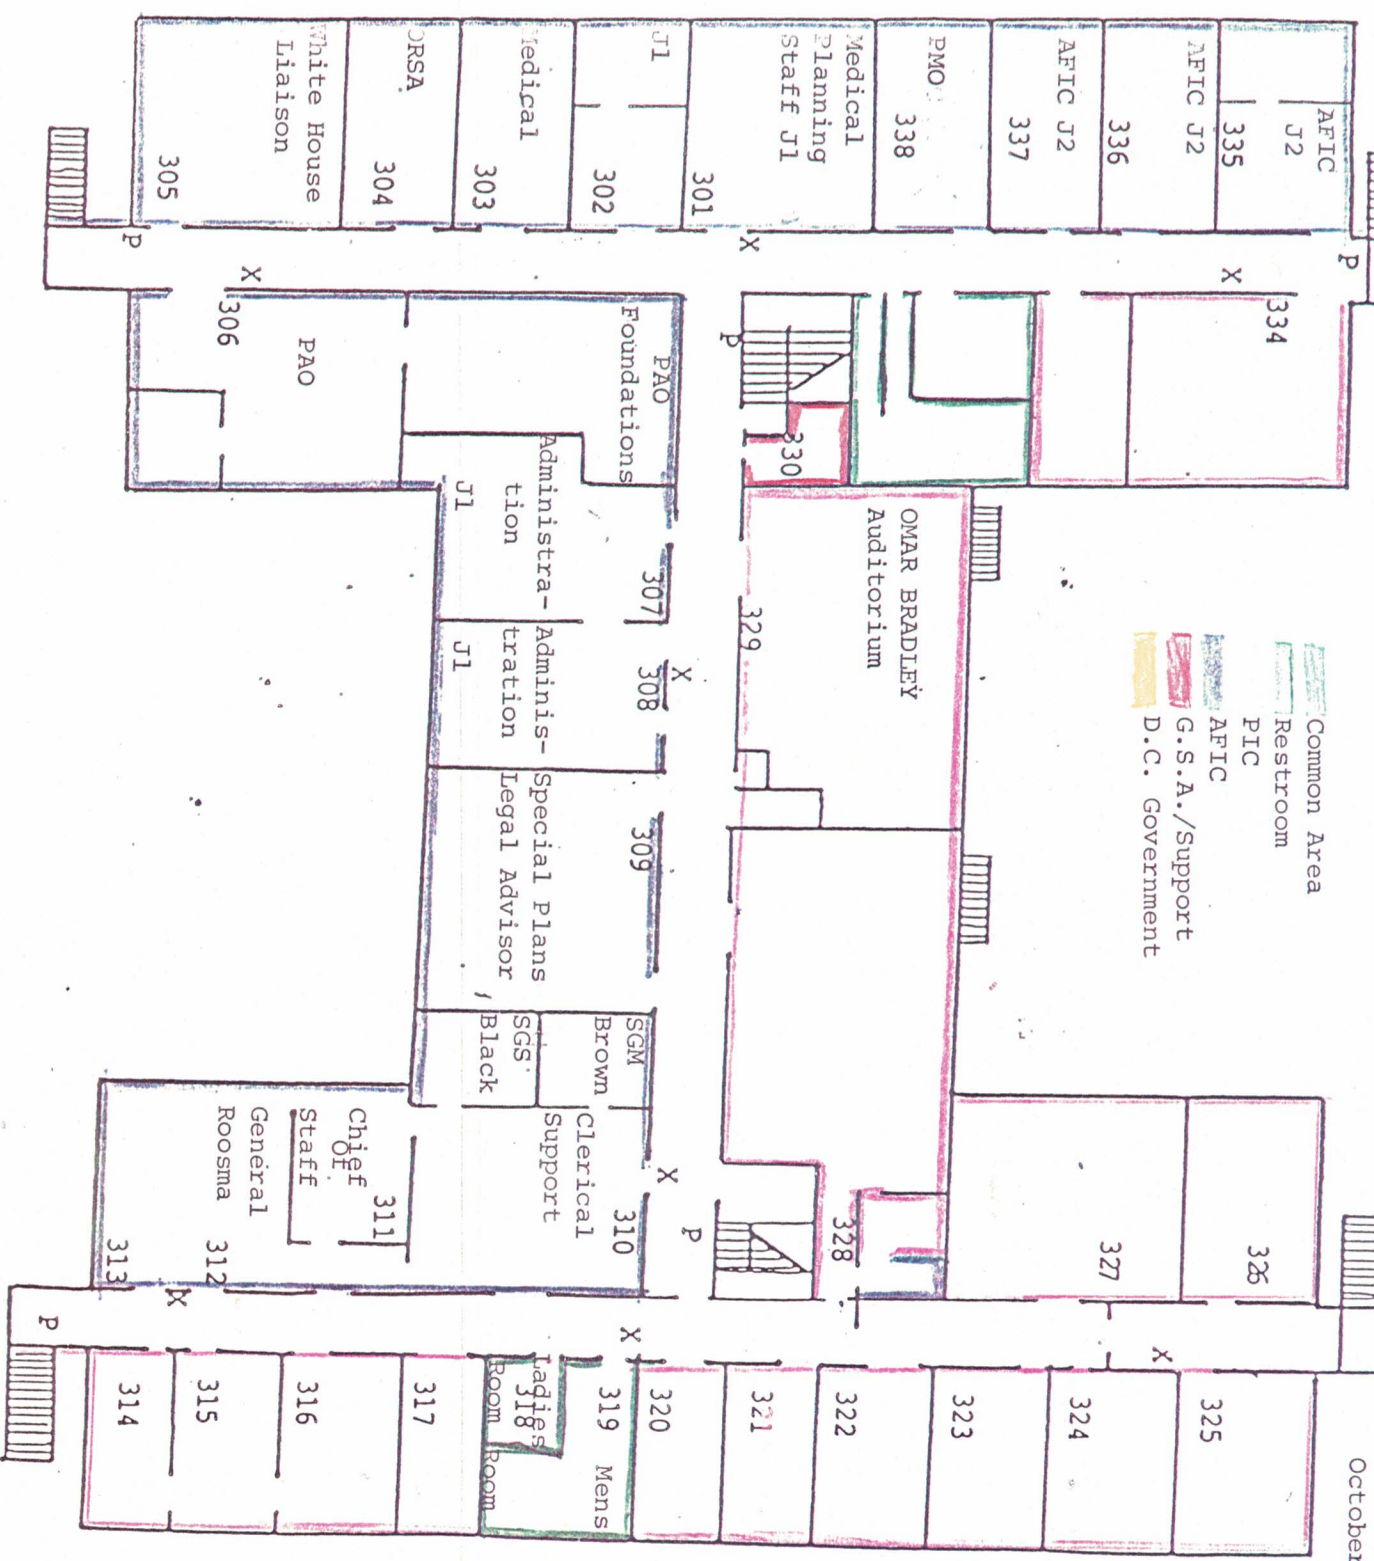 October
Common Area
Restroom
PIC
AFIC
G.S.A./Support
D.C. Government
AFIC
J2
335
AFIC J2
336
AFIC J2
337
PMO
338
Medical
Planning
Staff J1
301
J1
302
Medical
303
ORSA
304
White House
Liaison
305
P
X
X
X
P
334
P
330
PAO
Foundations
PAO
306
OMAR BRADLEY
Auditorium
329
307
Administra-
tion
J1
X
308
Adminis-
tration
J1
309
Special Plans
Legal Advisor
SGM
Brown
SGS
Black
Clerical
Support
310
X
P
Chief
OF
Staff
311
General
Roosma
312
313
328
327
326
X
X
X
P
325
324
323
322
321
320
319 Mens
Room
Ladies
318
Room
317
316
315
314